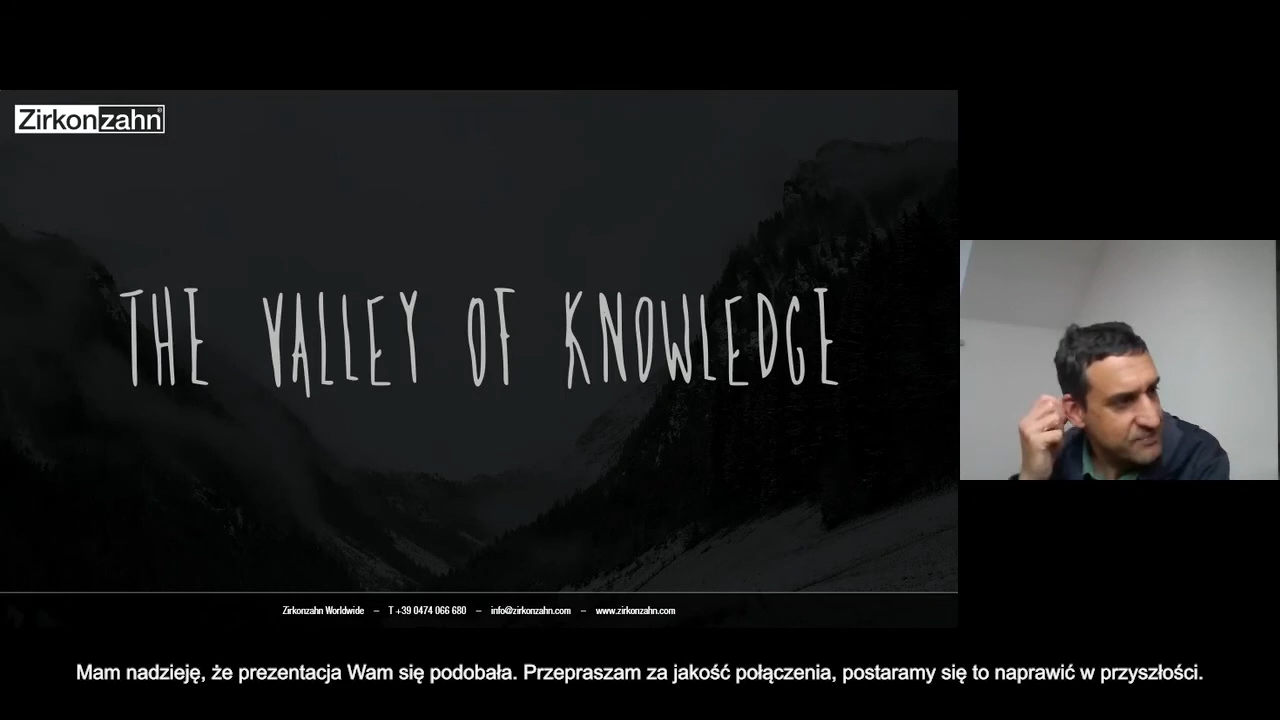 Zirkonzahn®
THE VALLEY OF KNOWLEDGE
Zirkonzahn Worldwide – T +39 0474 066 680 – info@zirkonzahn.com – www.zirkonzahn.com
Mam nadzieję, że prezentacja Wam się podobała. Przepraszam za jakość połączenia, postaramy się to naprawić w przyszłości.